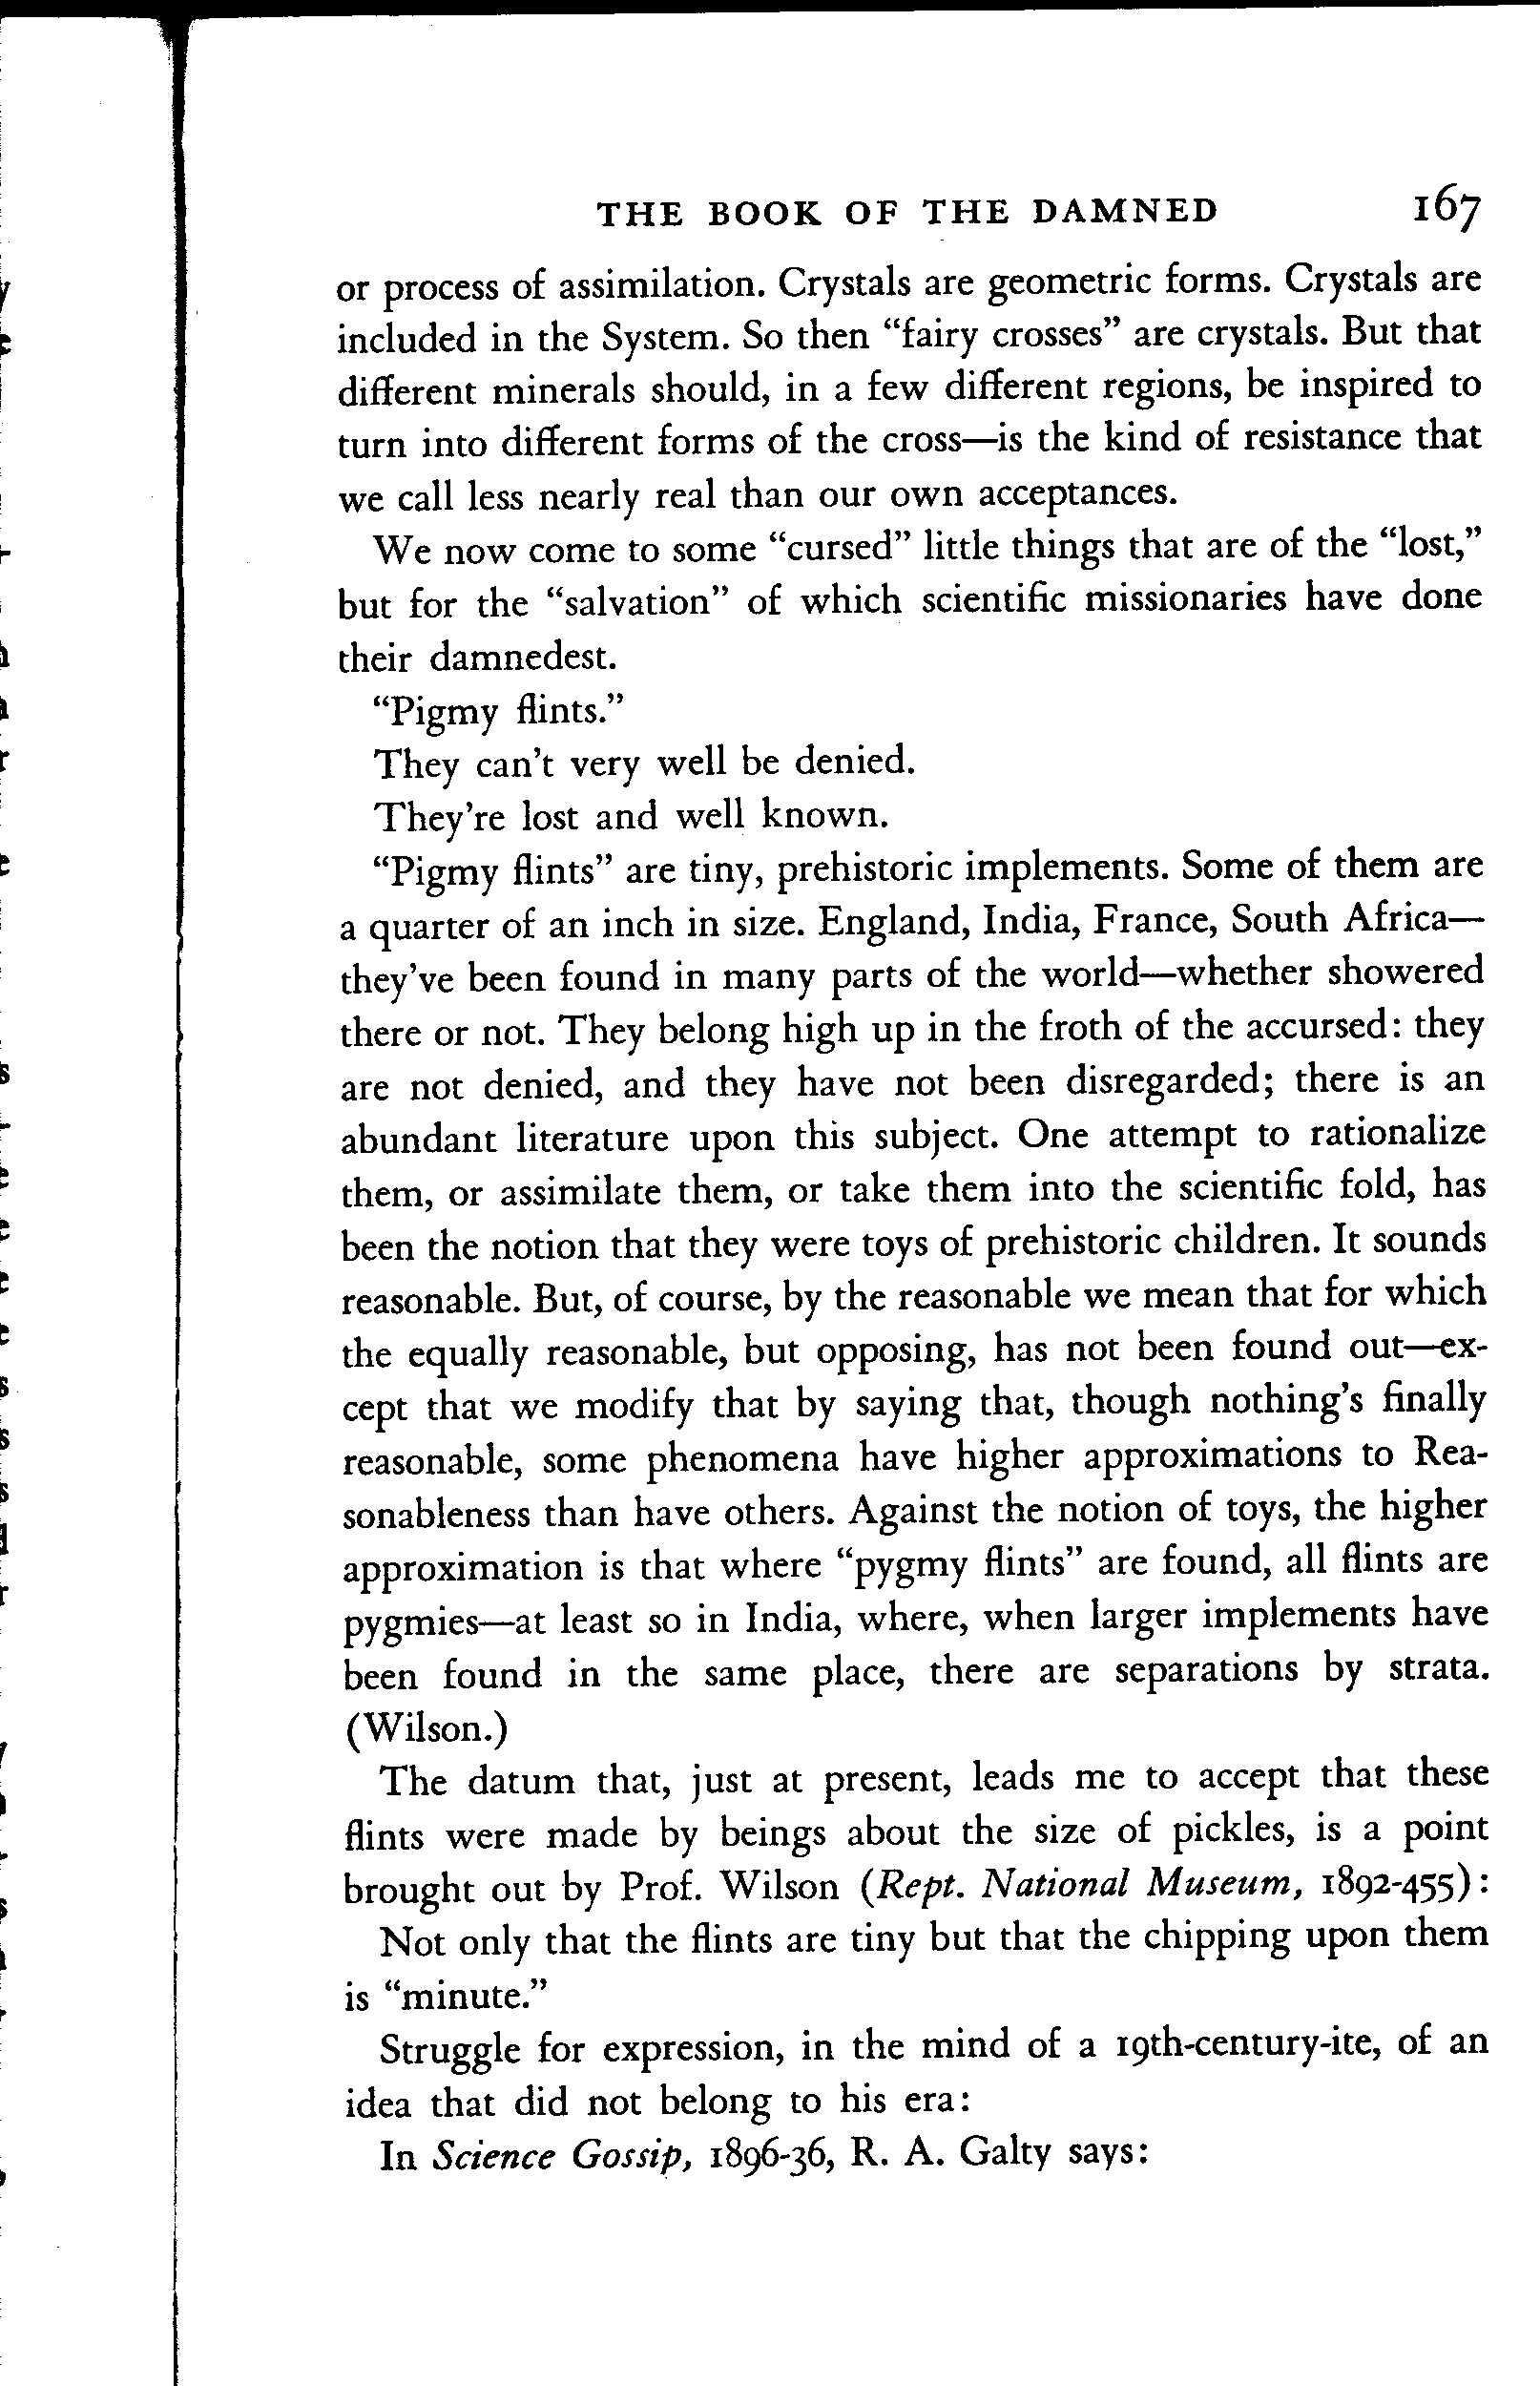 THE BOOK OF THE DAMNED 167
or process of assimilation. Crystals are geometric forms. Crystals are
included in the System. So then “fairy crosses” are crystals. But that
different minerals should, in a few different regions, be inspired to
turn into different forms of the cross—is the kind of resistance that
we call less nearly real than our own acceptances.
We now come to some “cursed” little things that are of the “lost,”
but for the “salvation” of which scientific missionaries have done
their damnedest.
“Pigmy flints.”
They can't very well be denied.
They're lost and well known.
“Pigmy flints” are tiny, prehistoric implements. Some of them are
a quarter of an inch in size. England, India, France, South Africa—
they've been found in many parts of the world—whether showered
there or not. They belong high up in the froth of the accursed: they
are not denied, and they have not been disregarded; there is an
abundant literature upon this subject. One attempt to rationalize
them, or assimilate them, or take them into the scientific fold, has
been the notion that they were toys of prehistoric children. It sounds
reasonable. But, of course, by the reasonable we mean that for which
the equally reasonable, but opposing, has not been found out—ex-
cept that we modify that by saying that, though nothing's finally
reasonable, some phenomena have higher approximations to Rea-
sonableness than have others. Against the notion of toys, the higher
approximation is that where “pygmy flints” are found, all flints are
pygmies—at least so in India, where, when larger implements have
been found in the same place, there are separations by strata.
(Wilson.)
The datum that, just at present, leads me to accept that these
flints were made by beings about the size of pickles, is a point
brought out by Prof. Wilson (Rept. National Museum, 1892-455):
Not only that the flints are tiny but that the chipping upon them
is “minute.”
Struggle for expression, in the mind of a 19th-century-ite, of an
idea that did not belong to his era:
In Science Gossip, 1896-36, R. A. Galty says: